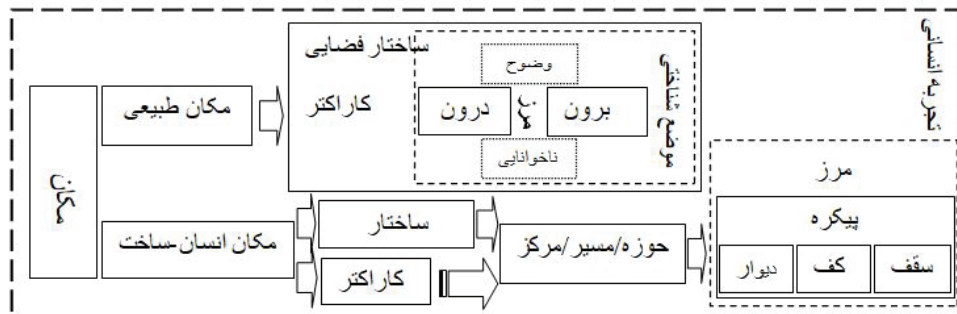 تجربه انسانی
مکان
مکان طبیعی
ساختار فضایی
کاراکتر
موضع شناختی
وضوح
برون
مرز
درون
ناخوانایی
مکان انسان-ساخت
ساختار
کاراکتر
حوزه/مسیر/مرکز
مرز
پیکره
سقف
کف
دیوار